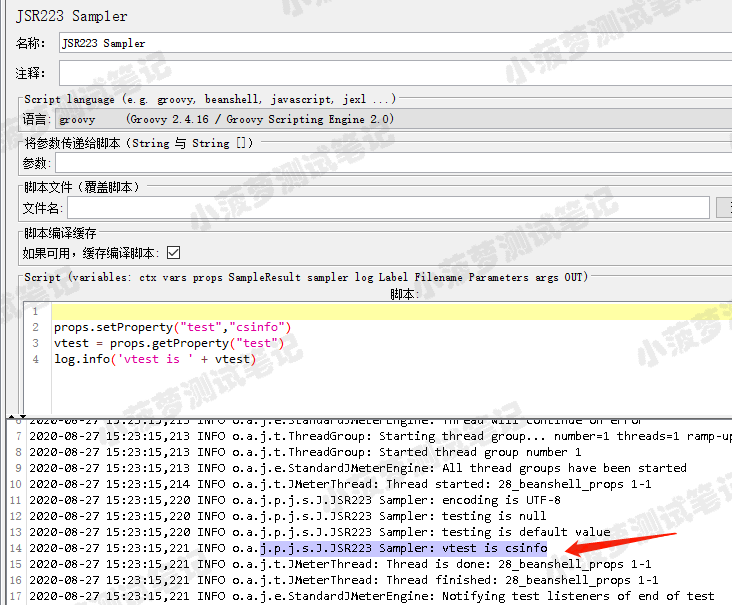 JSR223 Sampler
名称： JSR223 Sampler
注释：
Script language (e.g. groovy, beanshell, javascript, jexl ...)
语言: groovy (Groovy 2.4.16 / Groovy Scripting Engine 2.0)
将参数传递给脚本（String 与 String []）
参数:
脚本文件（覆盖脚本）
文件名:
脚本编译缓存
如果可用，缓存编译脚本:
Script (variables: ctx vars props SampleResult sampler log Label Filename Parameters args OUT)
脚本:
1
2 props.setProperty("test","csinfo")
3 vtest = props.getProperty("test")
4 log.info('vtest is ' + vtest)
6 2020-08-27 15:23:15,213 INFO o.a.j.e.StandardJMeterEngine: Thread will continue on error
7 2020-08-27 15:23:15,213 INFO o.a.j.t.ThreadGroup: Starting thread group... number=1 threads=1 ramp-up
8 2020-08-27 15:23:15,213 INFO o.a.j.t.ThreadGroup: Started thread group number 1
9 2020-08-27 15:23:15,213 INFO o.a.j.e.StandardJMeterEngine: All thread groups have been started
10 2020-08-27 15:23:15,214 INFO o.a.j.t.JMeterThread: Thread started: 28_beanshell_props 1-1
11 2020-08-27 15:23:15,220 INFO o.a.j.p.j.s.J.JSR223 Sampler: encoding is UTF-8
12 2020-08-27 15:23:15,220 INFO o.a.j.p.j.s.J.JSR223 Sampler: testing is null
13 2020-08-27 15:23:15,220 INFO o.a.j.p.j.s.J.JSR223 Sampler: testing is default value
14 2020-08-27 15:23:15,221 INFO o.a.j.p.j.s.J.JSR223 Sampler: vtest is csinfo
15 2020-08-27 15:23:15,221 INFO o.a.j.t.JMeterThread: Thread is done: 28_beanshell_props 1-1
16 2020-08-27 15:23:15,221 INFO o.a.j.t.JMeterThread: Thread finished: 28_beanshell_props 1-1
17 2020-08-27 15:23:15,221 INFO o.a.j.e.StandardJMeterEngine: Notifying test listeners of end of test
小菠萝测试笔记